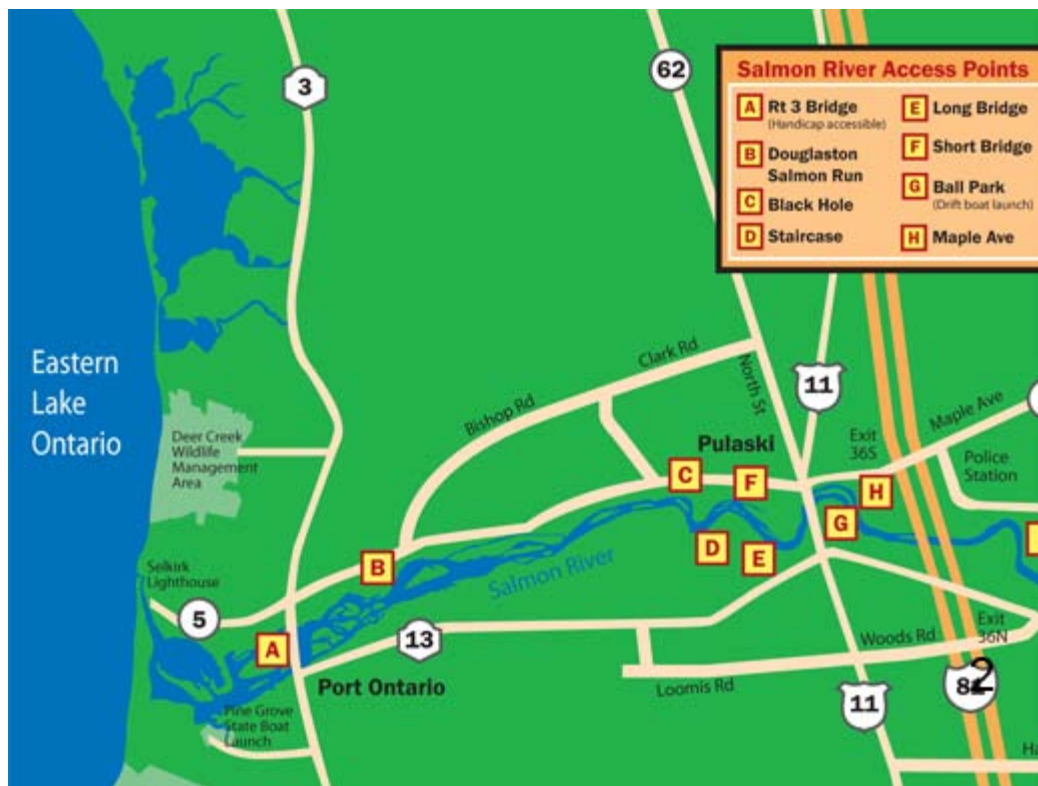 3
62
Salmon River Access Points
A Rt 3 Bridge
(Handicap accessible)
B Douglaston
Salmon Run
C Black Hole
D Staircase
E Long Bridge
F Short Bridge
G Ball Park
(Drift boat launch)
H Maple Ave
Eastern
Lake
Ontario
Clark Rd
Bishop Rd
North St
11
Maple Ave
Exit
36S
Police
Station
Pulaski
Deer Creek
Wildlife
Management
Area
C
F
H
G
D
E
B
Salmon River
Selkirk
Lighthouse
5
A
13
Port Ontario
Woods Rd
Exit
36N
Loomis Rd
11
2
Pine Grove
State Boat
Launch
Ha